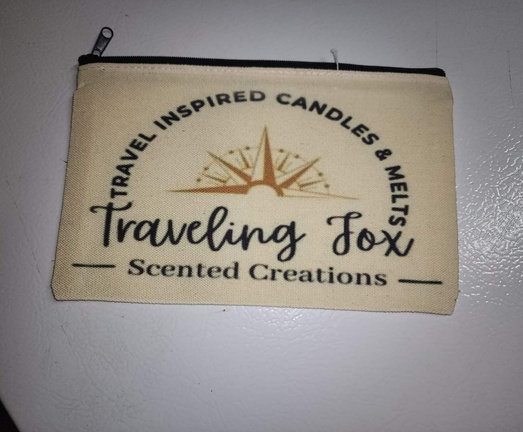 TRAVEL INSPIRED CANDLES & MELTS
Traveling Fox
Scented Creations